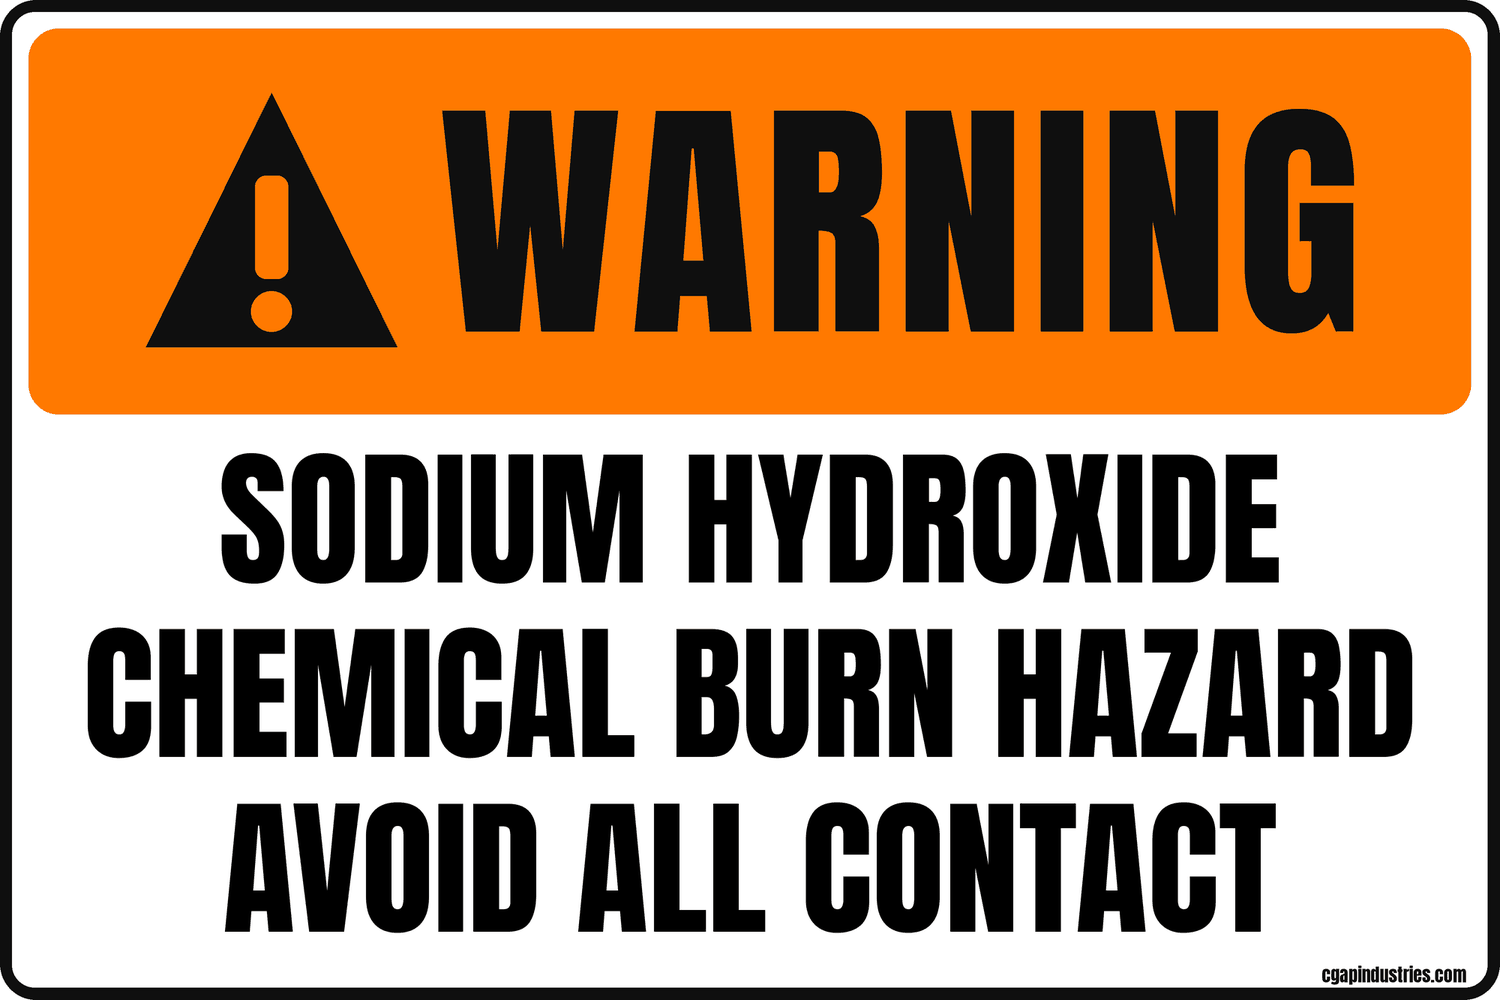 WARNING
SODIUM HYDROXIDE
CHEMICAL BURN HAZARD
AVOID ALL CONTACT
cgapindustries.com